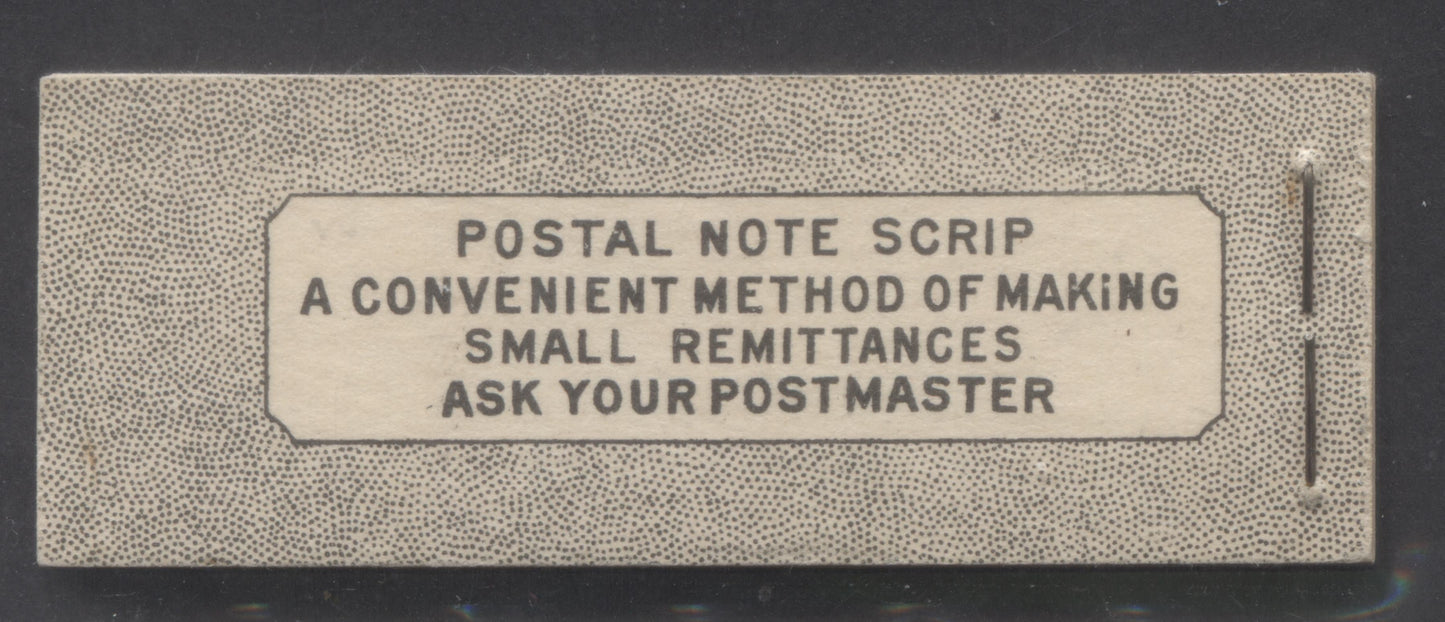 POSTAL NOTE SCRIP
A CONVENIENT METHOD OF MAKiNG
SMALL REMITTANCES
ASK YOUR POSTMASTER